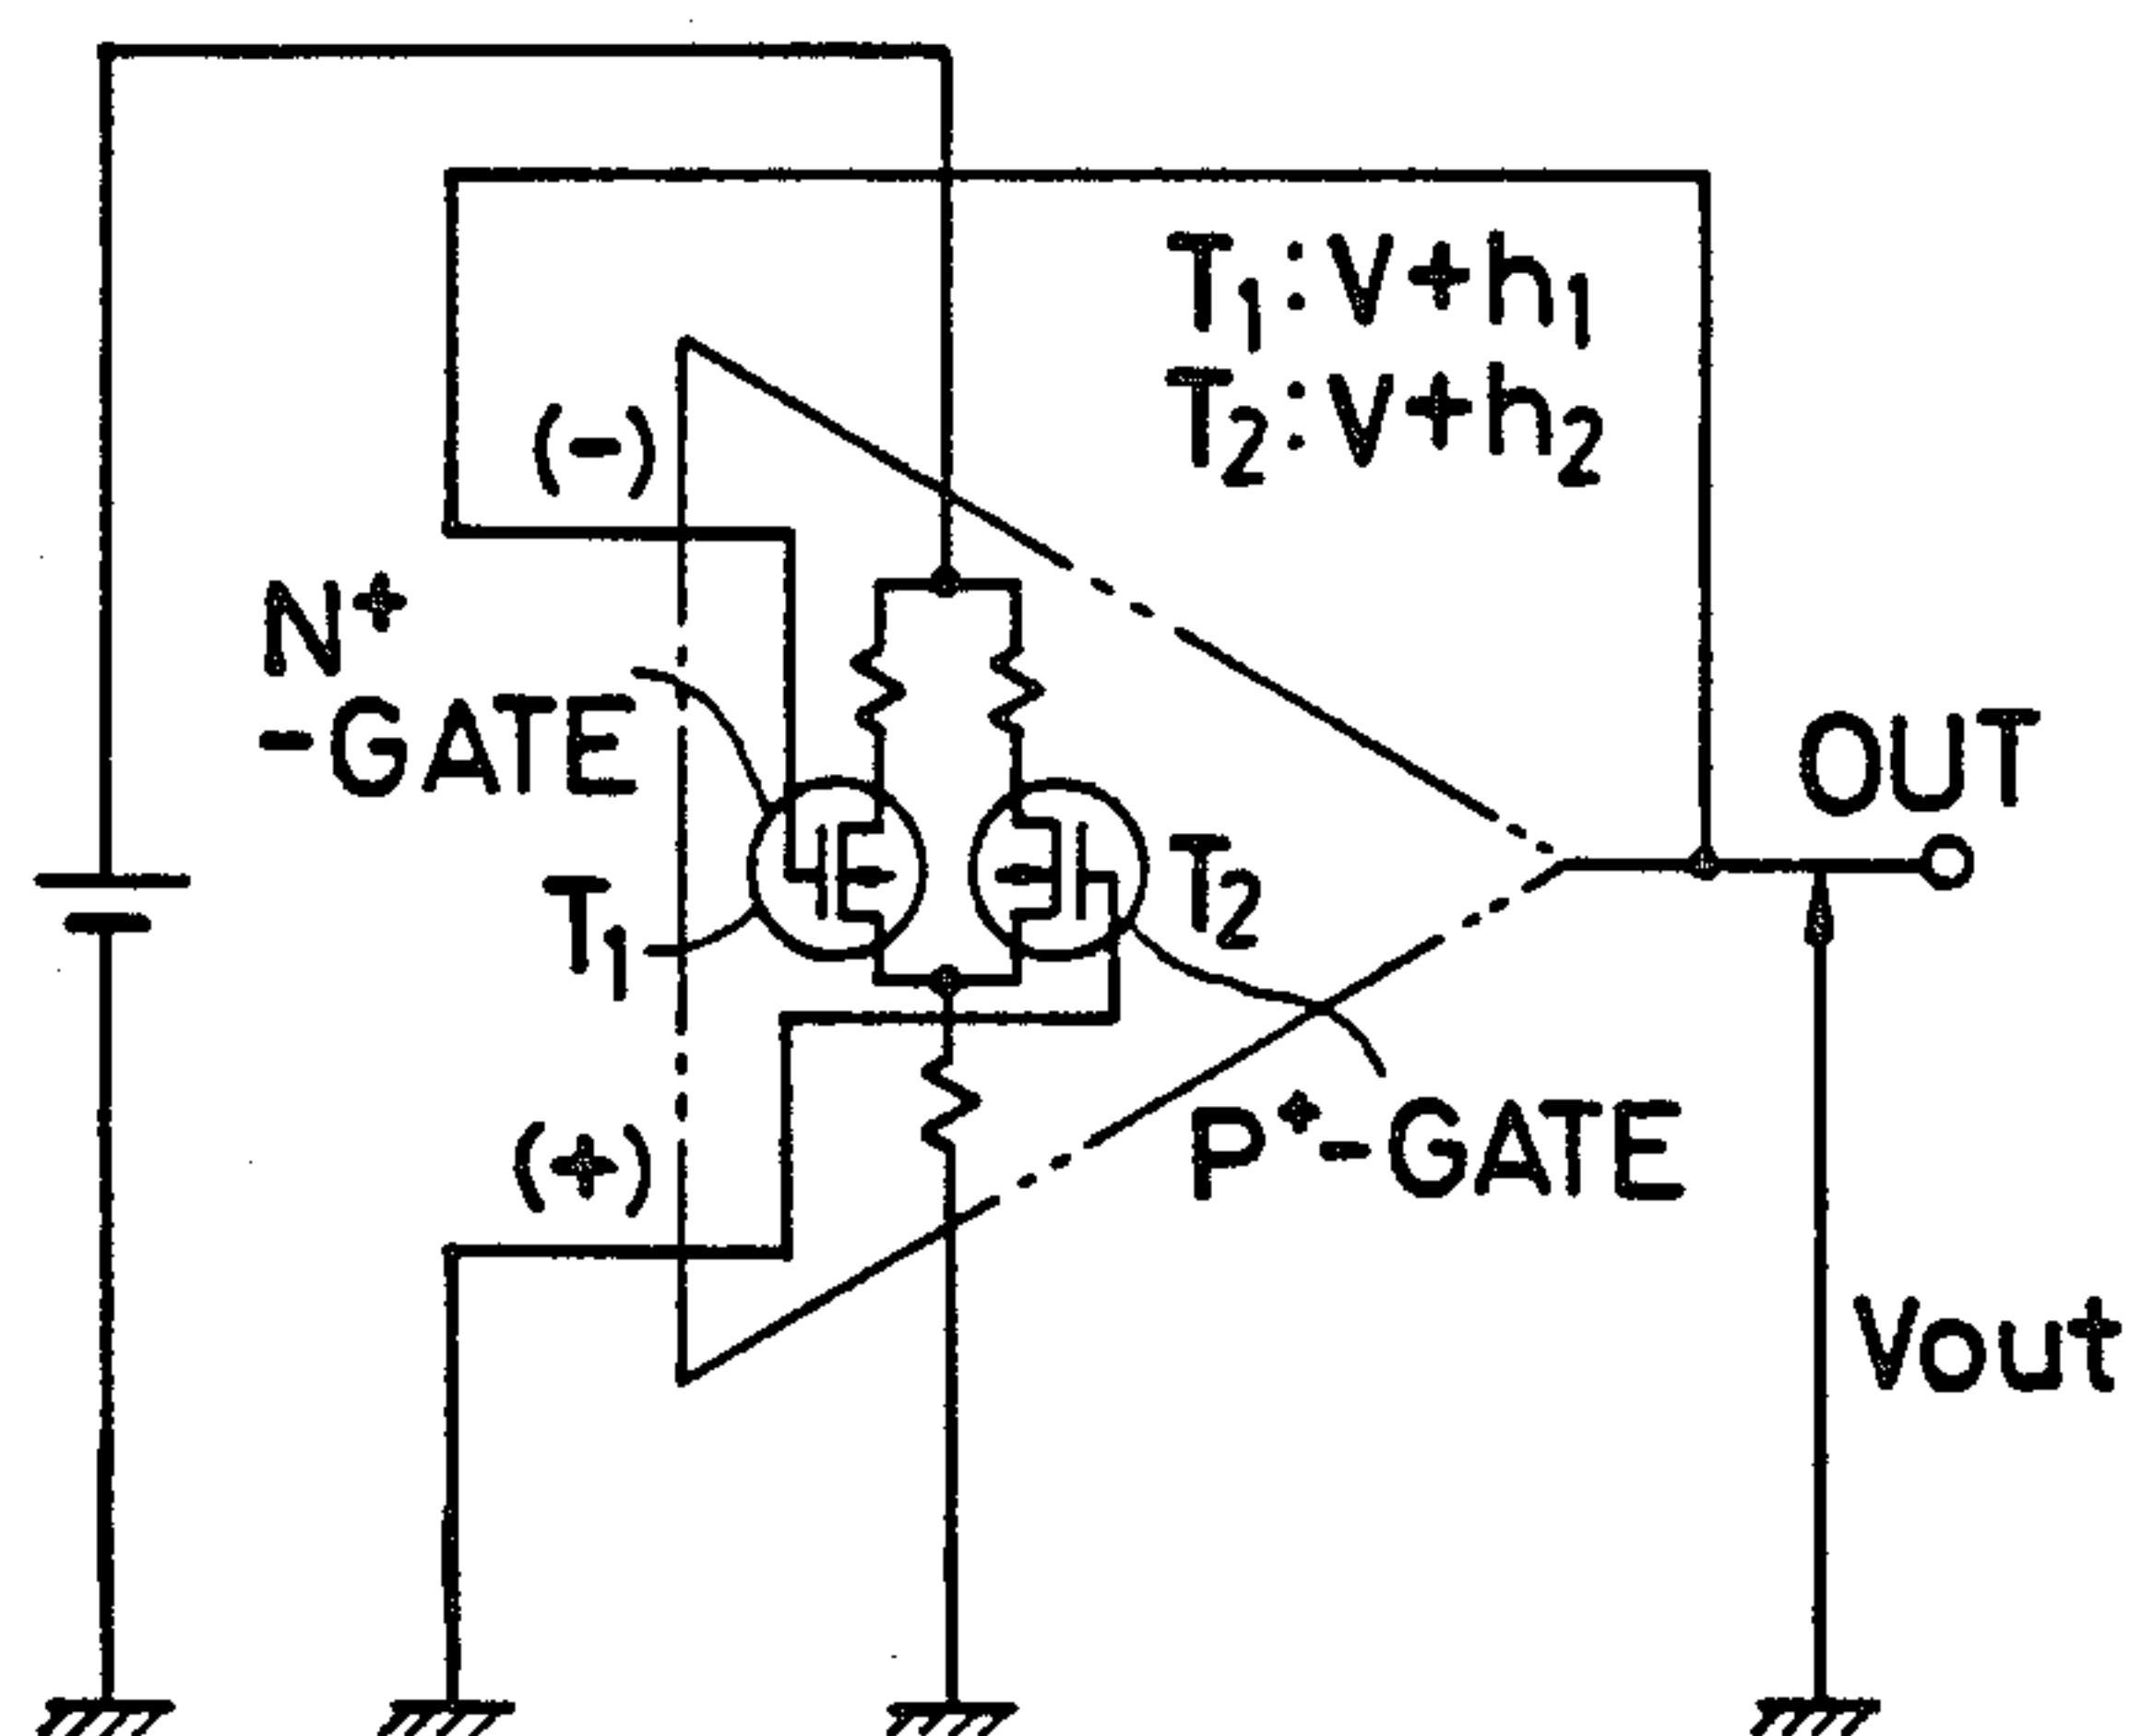 T1: V+h1
T2: V+h2
(-)
N+
-GATE
OUT
T1
T2
(+)
P+-GATE
Vout